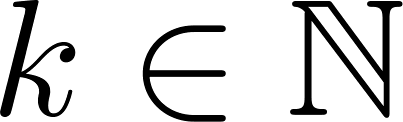 k ∈ ℕ